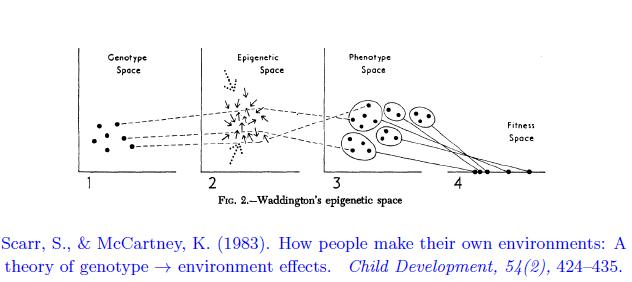 Genotype
Space
Epigenetic
Space
Phenotype
Space
Fitness
Space
1
2
3
4
FIG. 2.—Waddington's epigenetic space
Scarr, S., & McCartney, K. (1983). How people make their own environments: A
theory of genotype → environment effects. Child Development, 54(2), 424–435.